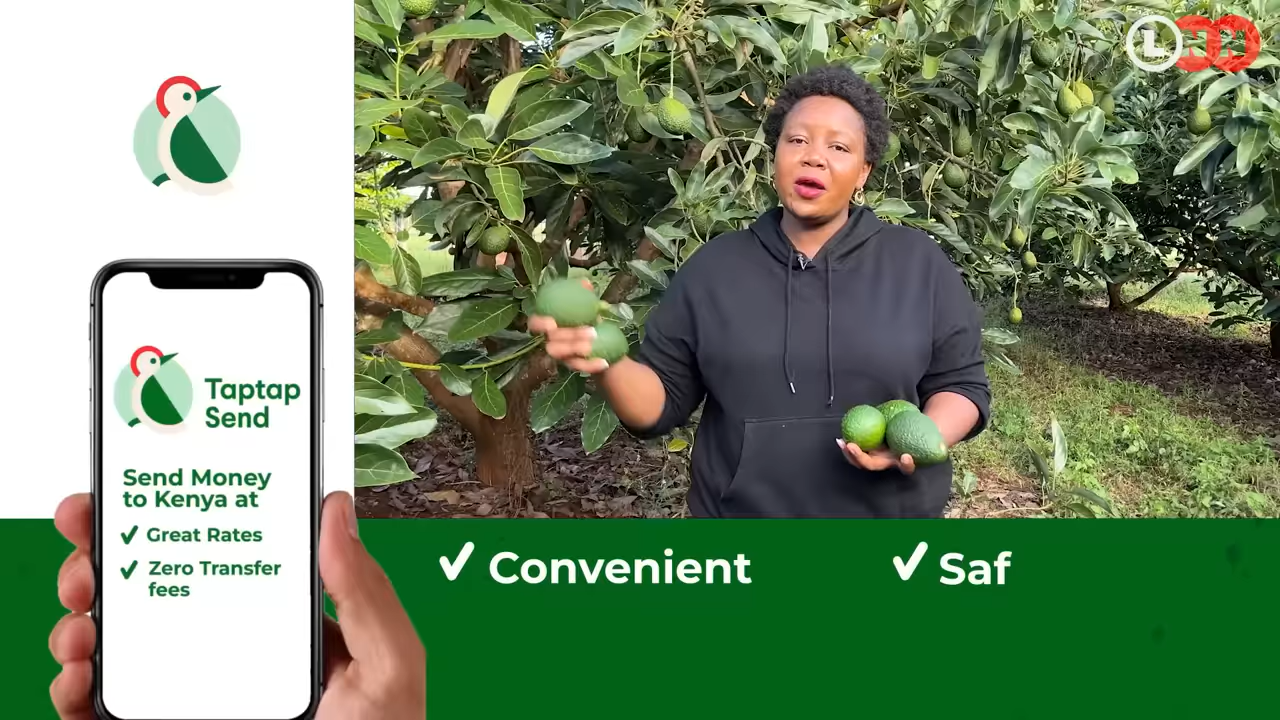 Taptap
Send
Send Money
to Kenya at
Great Rates
Zero Transfer
fees
Convenient
Saf